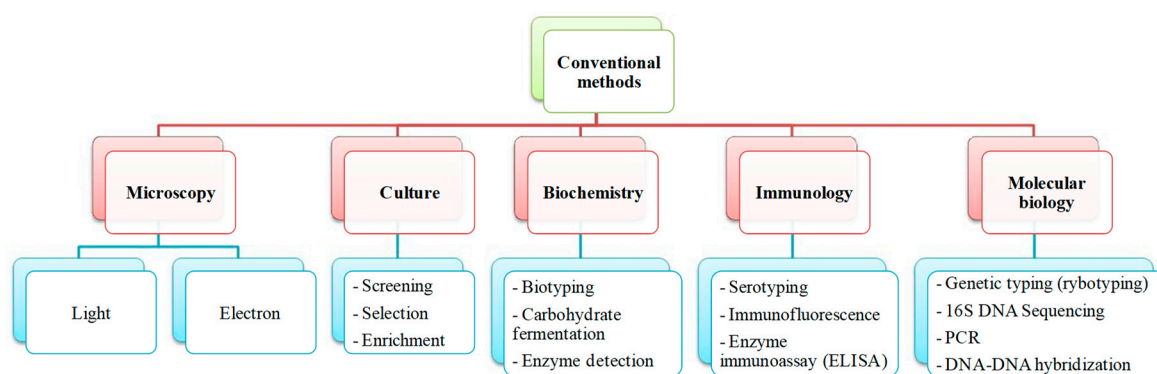 Conventional
methods
Microscopy
Culture
Biochemistry
Immunology
Molecular
biology
Light
Electron
- Screening
- Selection
- Enrichment
- Biotyping
- Carbohydrate
fermentation
- Enzyme detection
- Serotyping
- Immunofluorescence
- Enzyme
immunoassay (ELISA)
- Genetic typing (rybotyping)
- 16S DNA Sequencing
- PCR
- DNA-DNA hybridization